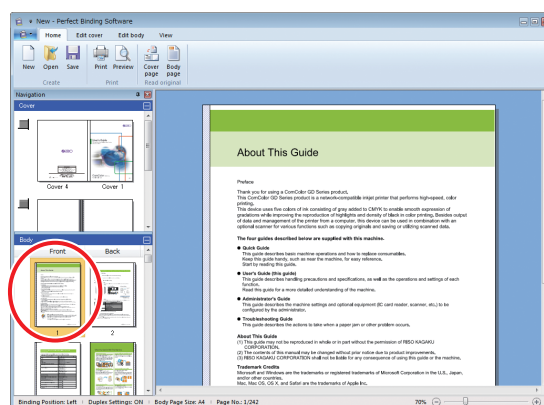 New - Perfect Binding Software
Home Edit cover Edit body View
New Open Save Print Preview Cover page Body page
Create Print Read original
Navigation
Cover
Cover 4 Cover 1
Body
Front Back
1 2
About This Guide
Preface
Thank you for using a ComColor GD Series product.
This ComColor GD Series product is a network-compatible inkjet printer that performs high-speed, color
printing.
This device uses five colors of ink consisting of gray added to CMYK to enable smooth expression of
gradations while improving the reproduction of highlights and density of black in color printing. Besides output
of data and management of the printer from a computer, this device can be used in combination with an
optional scanner for various functions such as copying originals and saving or utilizing scanned data.
The four guides described below are supplied with this machine.
● Quick Guide
This guide describes basic machine operations and how to replace consumables.
Keep this guide handy, such as near the machine, for easy reference.
Start by reading this guide.
● User's Guide (this guide)
This guide describes handling precautions and specifications, as well as the operations and settings of each
function.
Read this guide for a more detailed understanding of the machine.
● Administrator's Guide
This guide describes the machine settings and optional equipment (IC card reader, scanner, etc.) to be
configured by the administrator.
● Troubleshooting Guide
This guide describes the actions to take when a paper jam or other problem occurs.
About This Guide
(1) This guide may not be reproduced in whole or in part without the permission of RISO KAGAKU
CORPORATION.
(2) The contents of this manual may be changed without prior notice due to product improvements.
(3) RISO KAGAKU CORPORATION shall not be liable for any consequence of using this guide or the machine.
Trademark Credits
Microsoft and Windows are the trademarks or registered trademarks of Microsoft Corporation in the U.S., Japan,
and/or other countries.
Mac, Mac OS, OS X, and Safari are the trademarks of Apple Inc.
Binding Position: Left Duplex Settings: ON Body Page Size: A4 Page No.: 1/242 70%